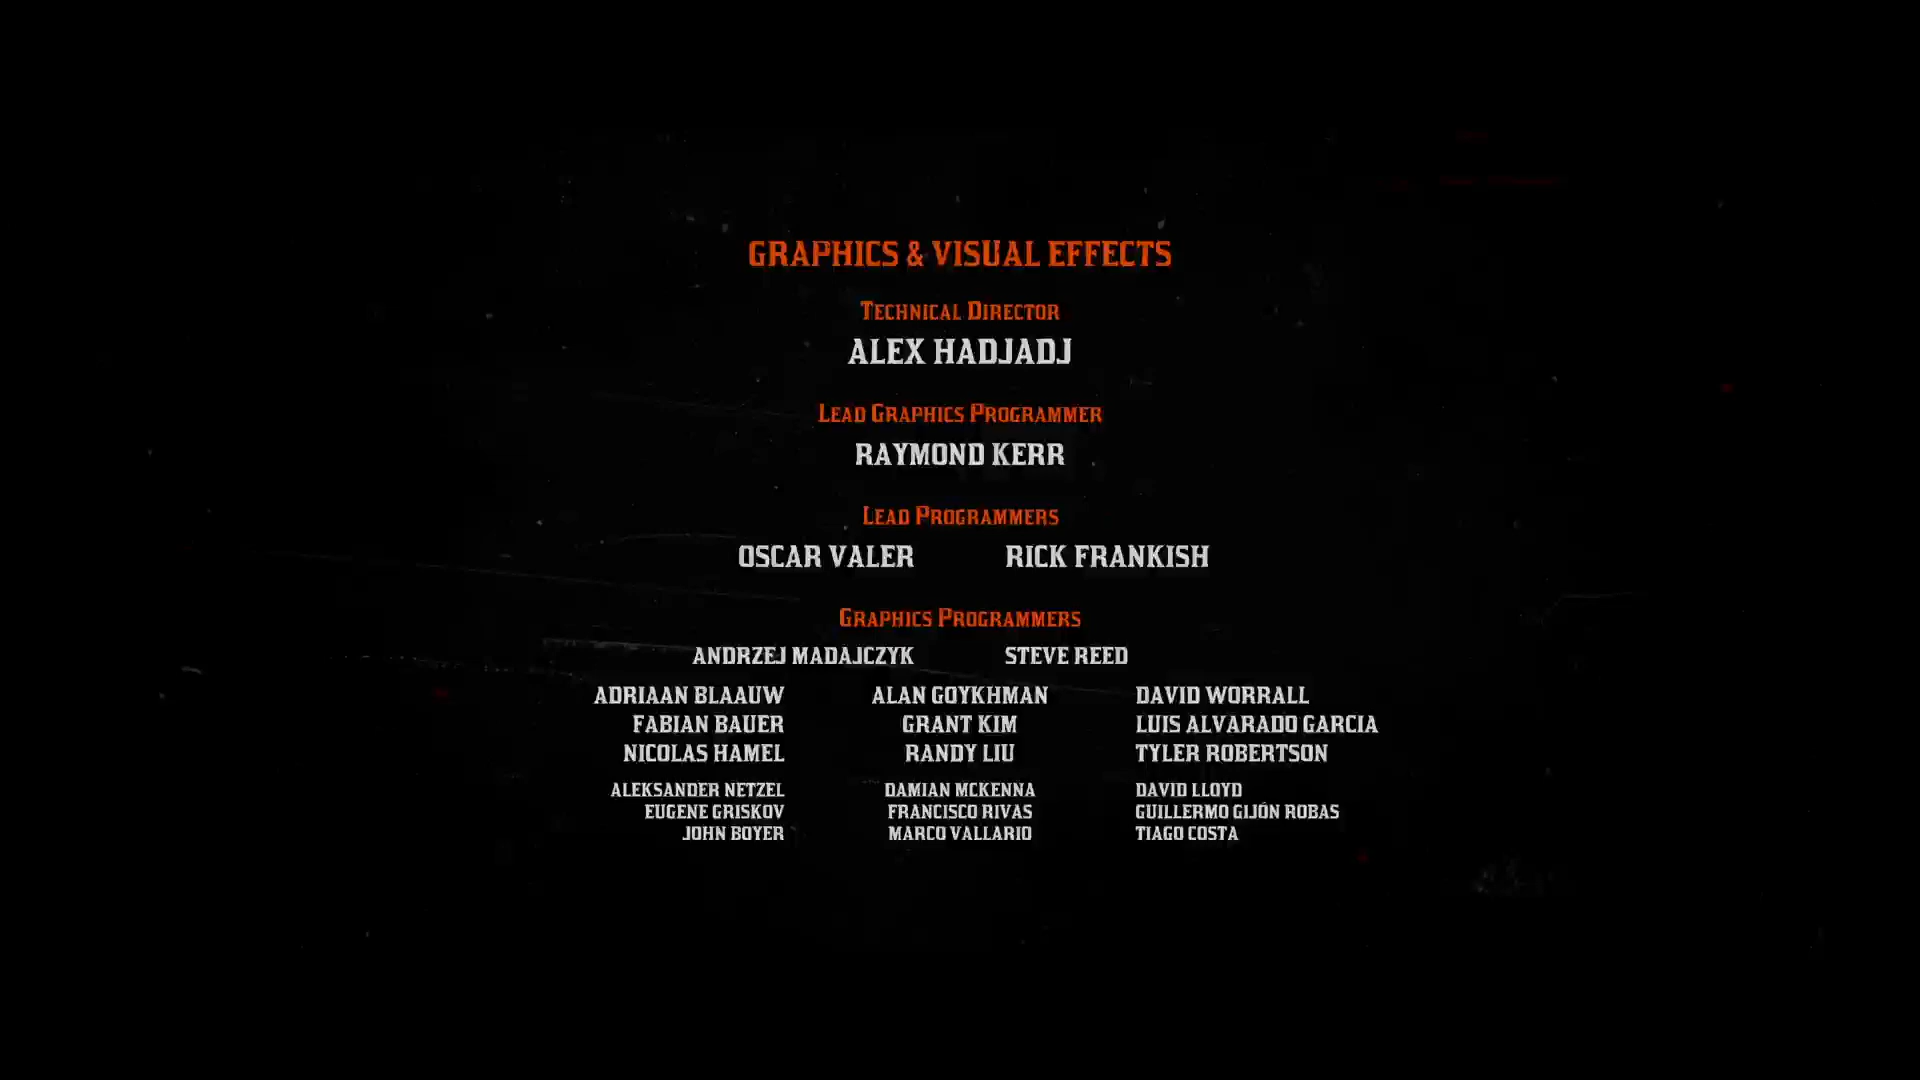 GRAPHICS & VISUAL EFFECTS
TECHNICAL DIRECTOR
ALEX HADJADJ
LEAD GRAPHICS PROGRAMMER
RAYMOND KERR
LEAD PROGRAMMERS
OSCAR VALER RICK FRANKISH
GRAPHICS PROGRAMMERS
ANDRZEJ MADAJCZYK STEVE REED
ADRIAAN BLAAUW ALAN GOYKHMAN DAVID WORRALL
FABIAN BAUER GRANT KIM LUIS ALVARADO GARCIA
NICOLAS HAMEL RANDY LIU TYLER ROBERTSON
ALEKSANDER NETZEL DAMIAN MCKENNA DAVID LLOYD
EUGENE GRISKOV FRANCISCO RIVAS GUILLERMO GIJÓN ROBAS
JOHN BOYER MARCO VALLARIO TIAGO COSTA